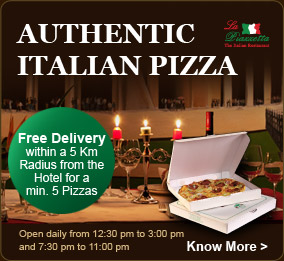 AUTHENTIC
ITALIAN PIZZA
La
Piazzetta
The Italian Restaurant
Free Delivery
within a 5 Km
Radius from the
Hotel for a
min. 5 Pizzas
Open daily from 12:30 pm to 3:00 pm
and 7:30 pm to 11:00 pm
Know More >